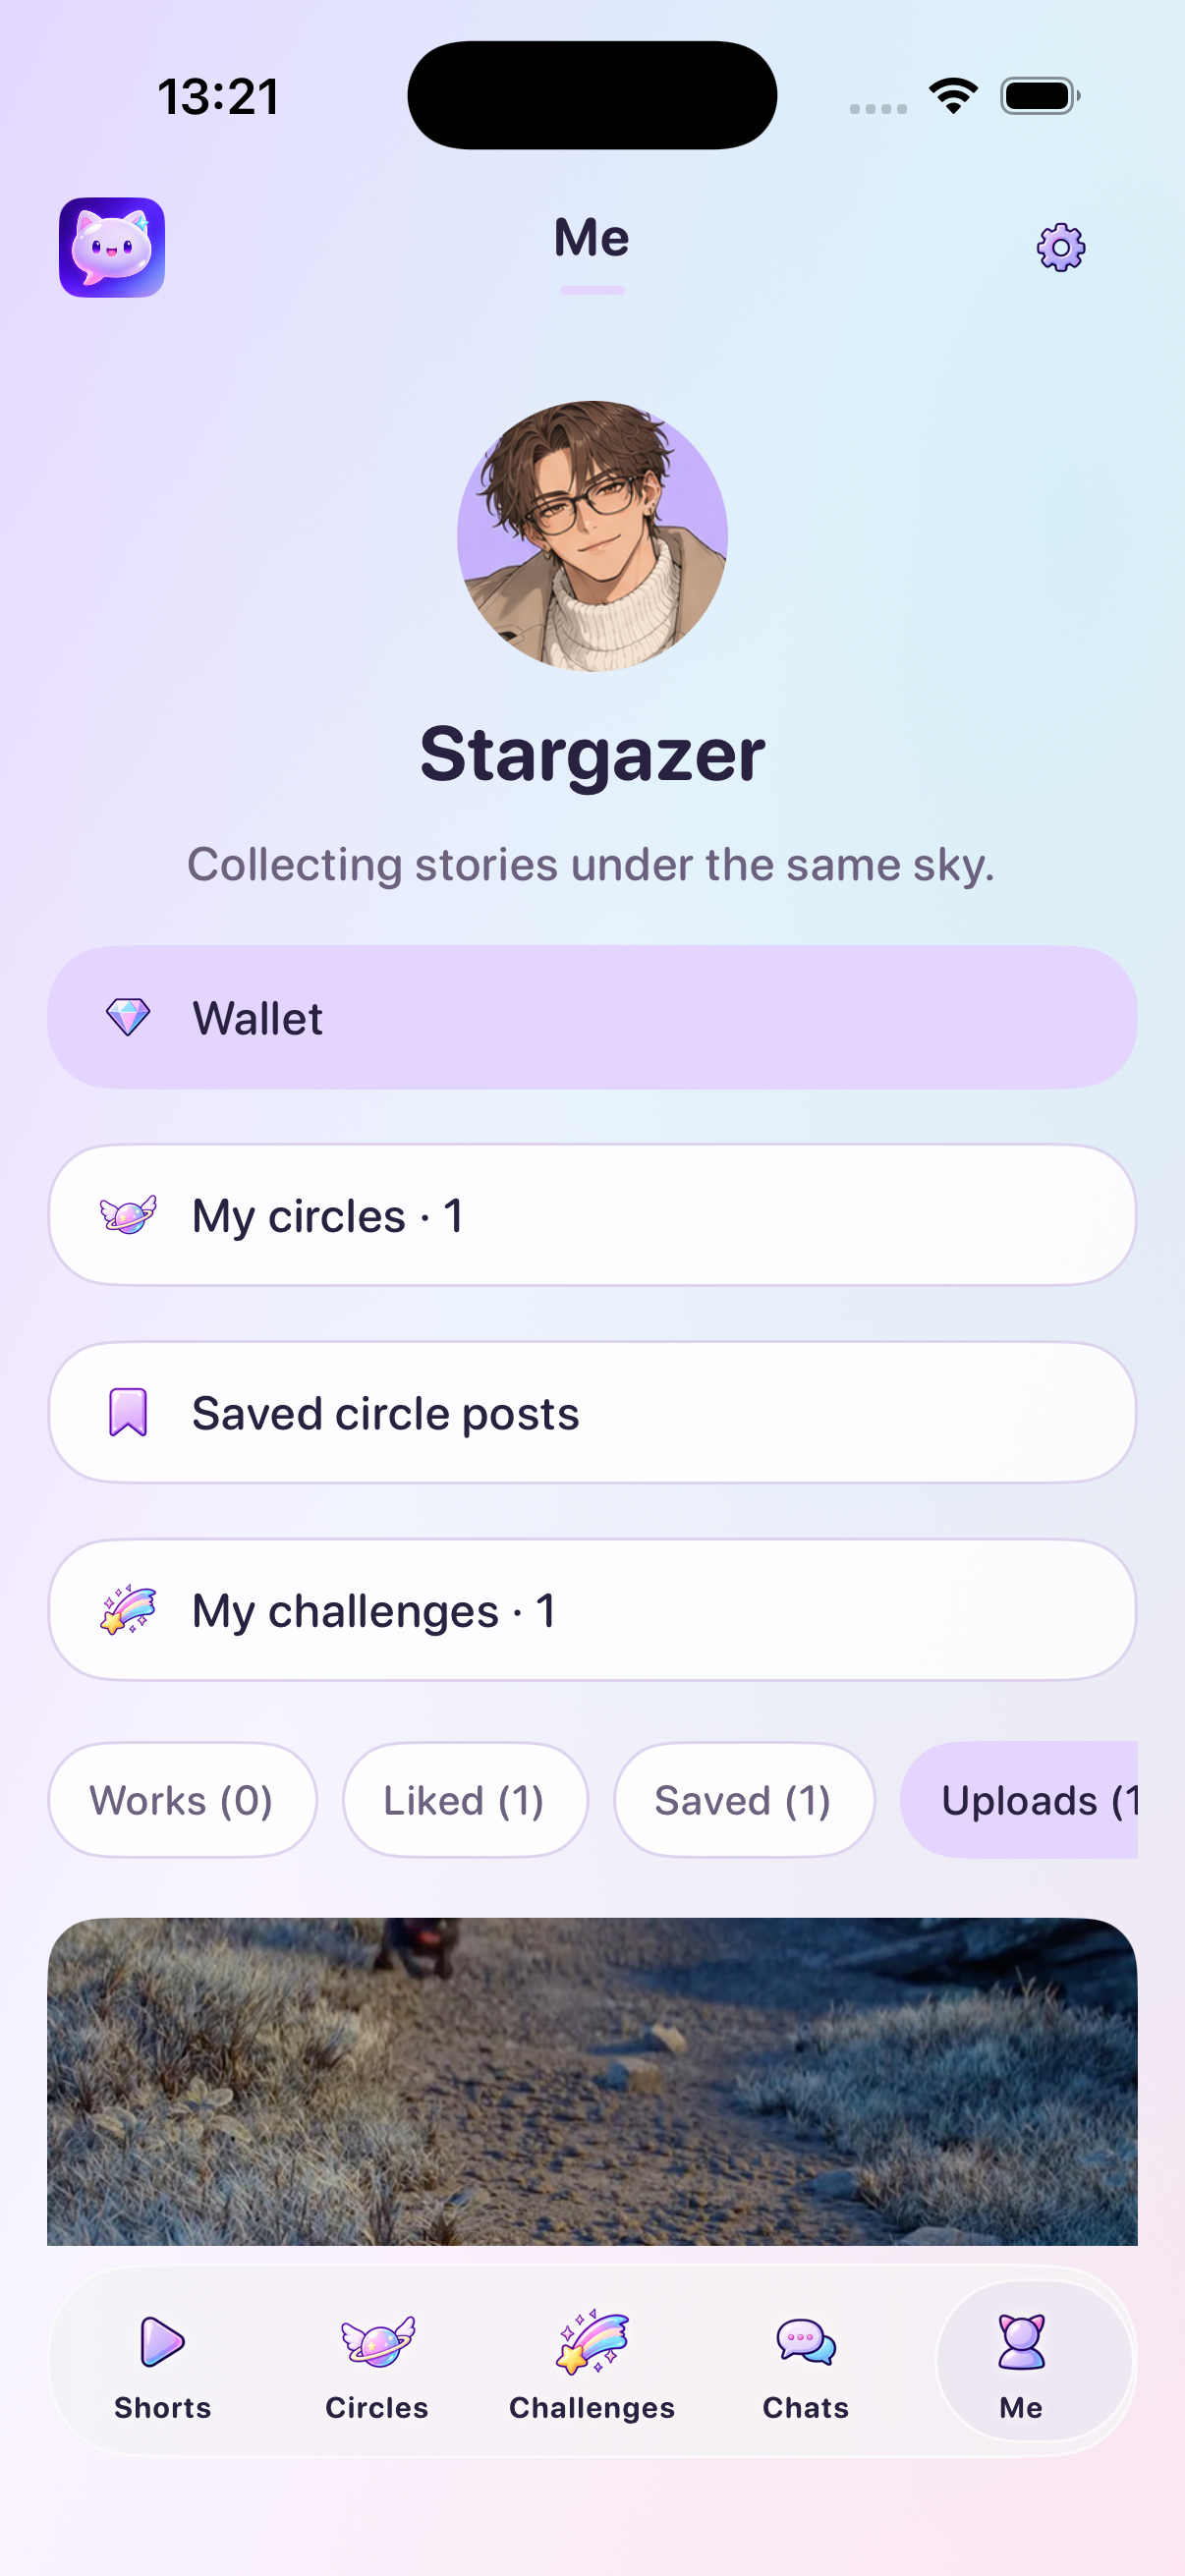 13:21
Me
Stargazer
Collecting stories under the same sky.
Wallet
My circles · 1
Saved circle posts
My challenges · 1
Works (0) Liked (1) Saved (1) Uploads (1
Shorts Circles Challenges Chats Me